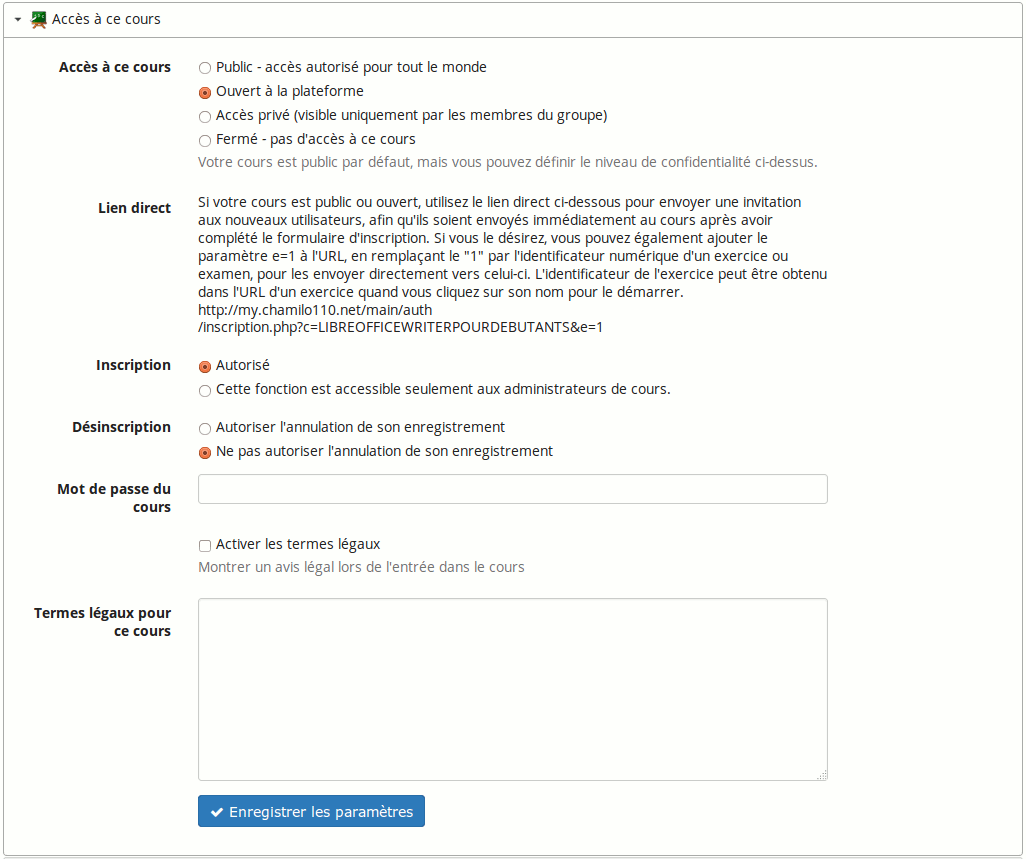 Accès à ce cours
Accès à ce cours
Public - accès autorisé pour tout le monde
Ouvert à la plateforme
Accès privé (visible uniquement par les membres du groupe)
Fermé - pas d'accès à ce cours
Votre cours est public par défaut, mais vous pouvez définir le niveau de confidentialité ci-dessus.
Lien direct
Si votre cours est public ou ouvert, utilisez le lien direct ci-dessous pour envoyer une invitation
aux nouveaux utilisateurs, afin qu'ils soient envoyés immédiatement au cours après avoir
complété le formulaire d'inscription. Si vous le désirez, vous pouvez également ajouter le
paramètre e=1 à l'URL, en remplaçant le "1" par l'identificateur numérique d'un exercice ou
examen, pour les envoyer directement vers celui-ci. L'identificateur de l'exercice peut être obtenu
dans l'URL d'un exercice quand vous cliquez sur son nom pour le démarrer.
http://my.chamilo110.net/main/auth
/inscription.php?c=LIBREOFFICEWRITERPOURDEBUTANTS&e=1
Inscription
Autorisé
Cette fonction est accessible seulement aux administrateurs de cours.
Désinscription
Autoriser l'annulation de son enregistrement
Ne pas autoriser l'annulation de son enregistrement
Mot de passe du
cours
Activer les termes légaux
Montrer un avis légal lors de l'entrée dans le cours
Termes légaux pour
ce cours
Enregistrer les paramètres